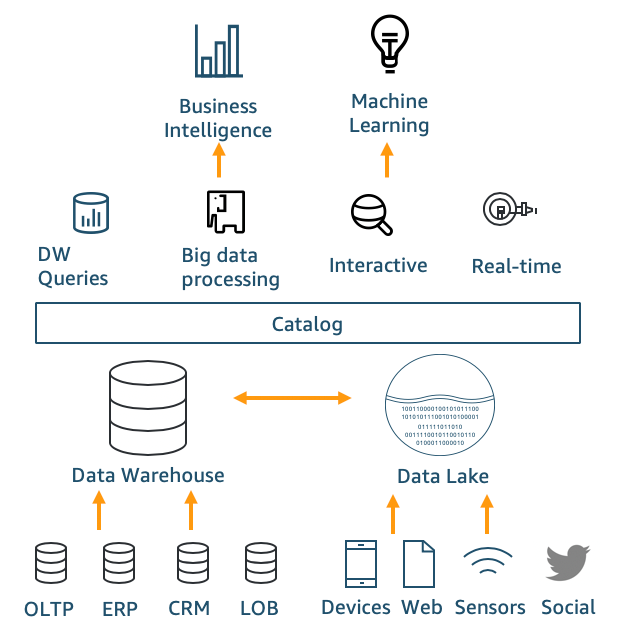 Business
Intelligence
Machine
Learning
DW
Queries
Big data
processing
Interactive
Real-time
Catalog
10011000010010101011100
1010101110010101000001
011111011010
0011110010110010110
0100011000010
Data Warehouse
Data Lake
OLTP
ERP
CRM
LOB
Devices
Web
Sensors
Social